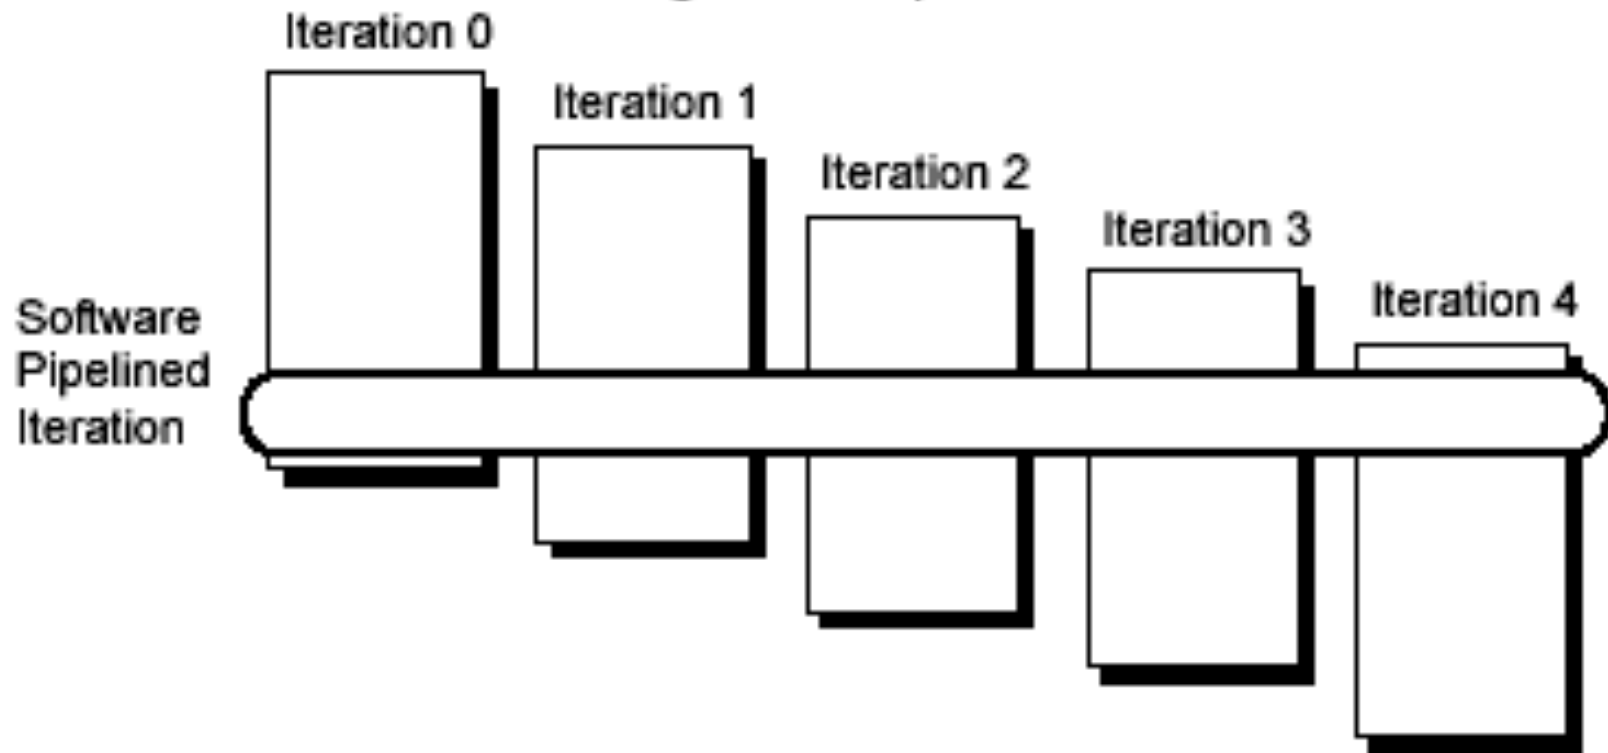 Iteration 0
Iteration 1
Iteration 2
Iteration 3
Iteration 4
Software
Pipelined
Iteration